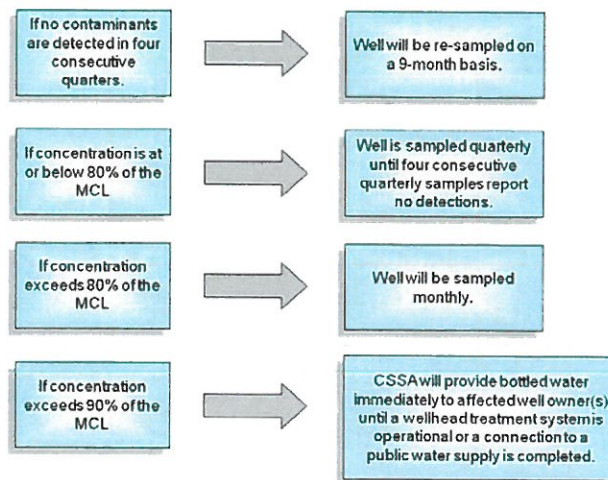 If no contaminants
are detected in four
consecutive
quarters.
Well will be re-sampled on
a 9-month basis.
If concentration is at
or below 80% of the
MCL
Well is sampled quarterly
until four consecutive
quarterly samples report
no detections.
If concentration
exceeds 80% of the
MCL
Well will be sampled
monthly.
If concentration
exceeds 90% of the
MCL
CSSA will provide bottled water
immediately to affected well owner(s)
until a wellhead treatment system is
operational or a connection to a
public water supply is completed.